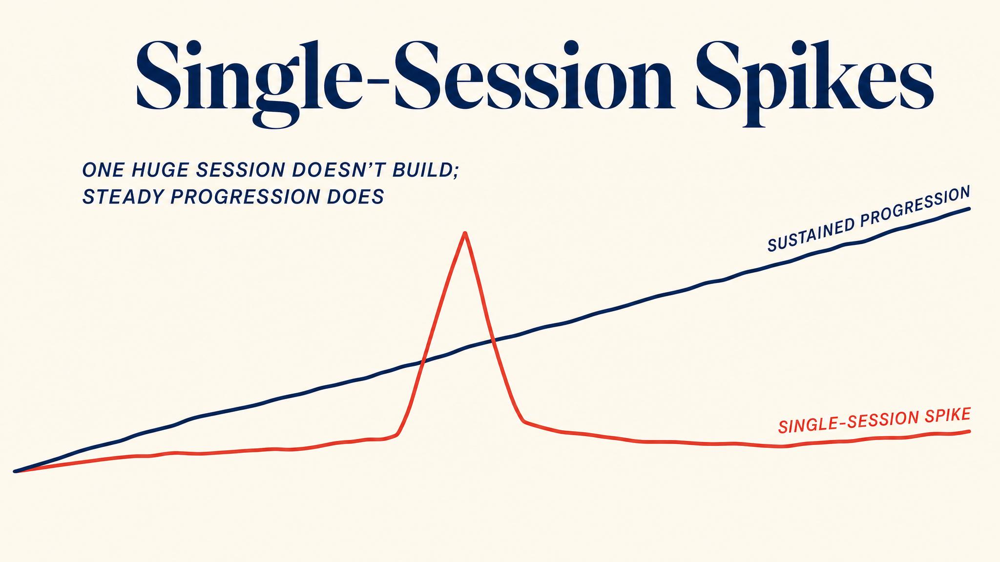 Single-Session Spikes
ONE HUGE SESSION DOESN’T BUILD;
STEADY PROGRESSION DOES
SUSTAINED PROGRESSION
SINGLE-SESSION SPIKE